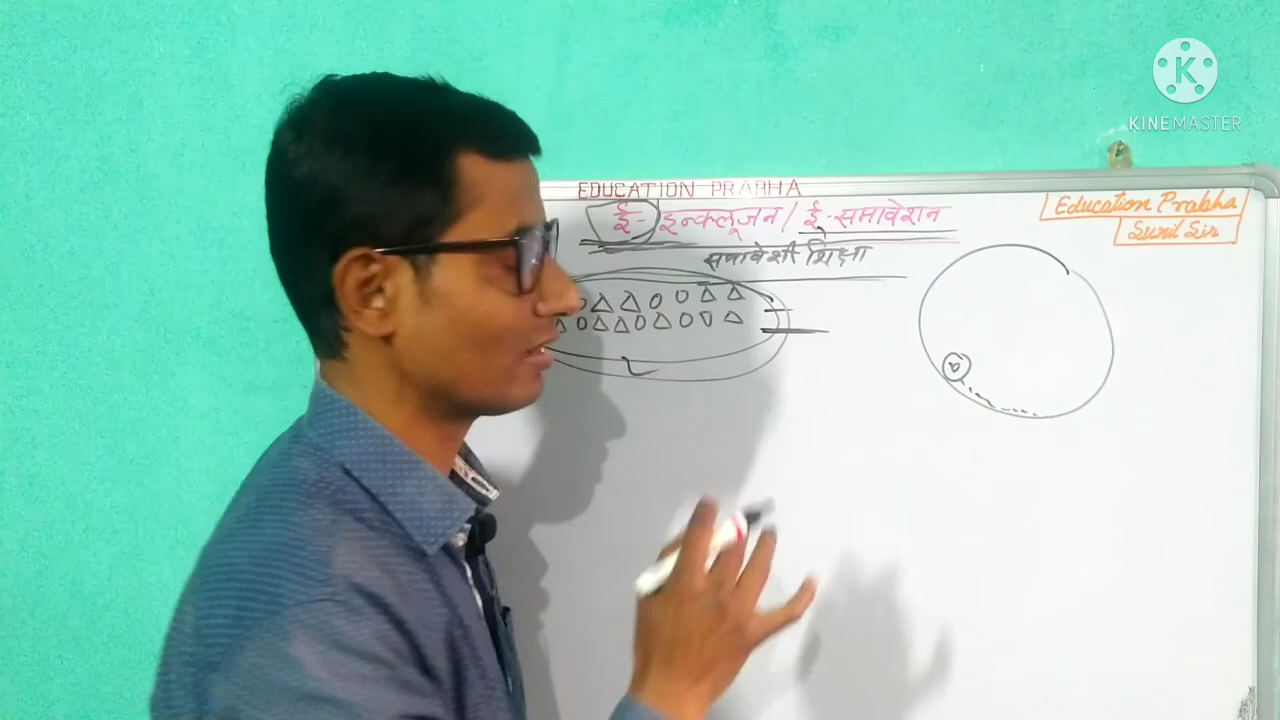 KINEMASTER
EDUCATION PRABHA
ई- इन्क्लूजन / ई-समावेशन
Education Prabha
Sunil Sir
समावेशी शिक्षा